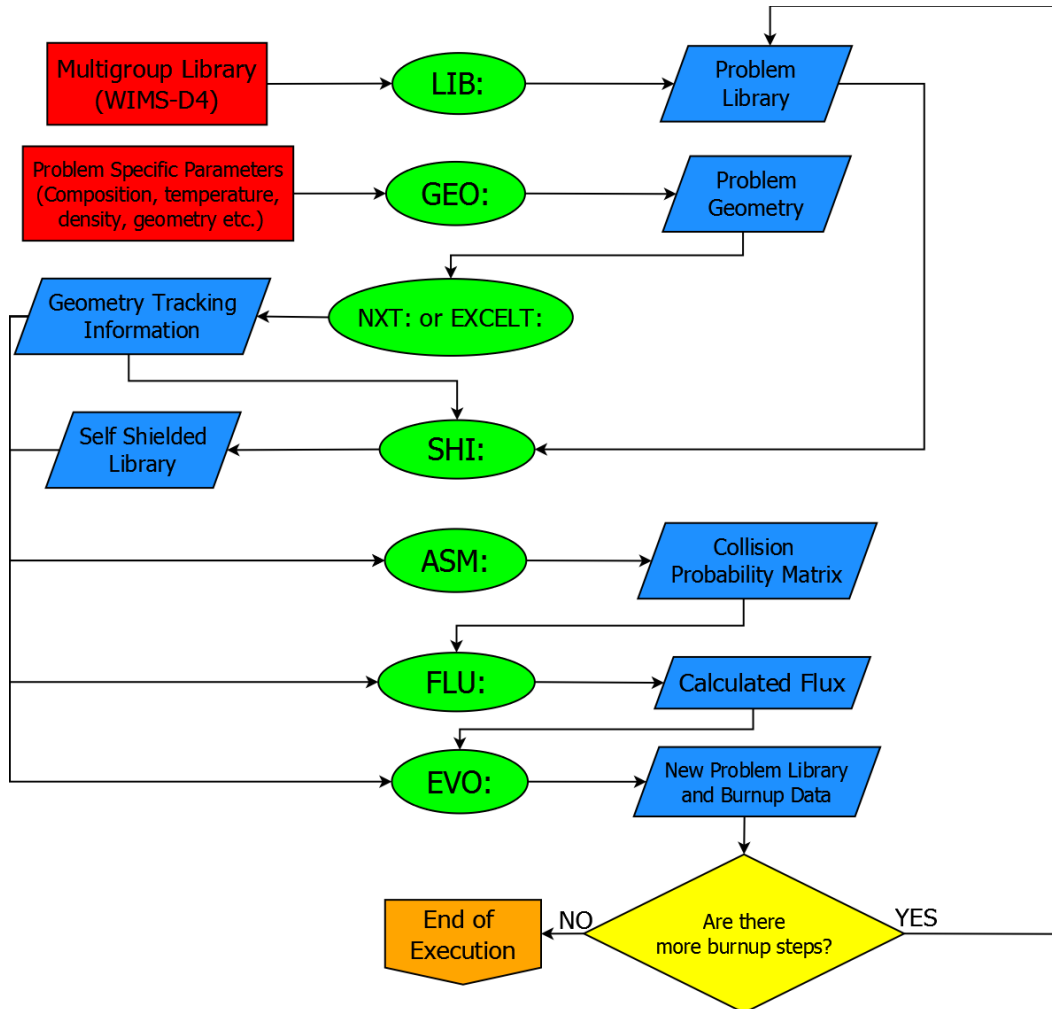 Multigroup Library
(WIMS-D4)
LIB:
Problem
Library
Problem Specific Parameters
(Composition, temperature,
density, geometry etc.)
GEO:
Problem
Geometry
Geometry Tracking
Information
NXT: or EXCELT:
Self Shielded
Library
SHI:
ASM:
Collision
Probability Matrix
FLU:
Calculated Flux
EVO:
New Problem Library
and Burnup Data
End of
Execution
NO
Are there
more burnup steps?
YES